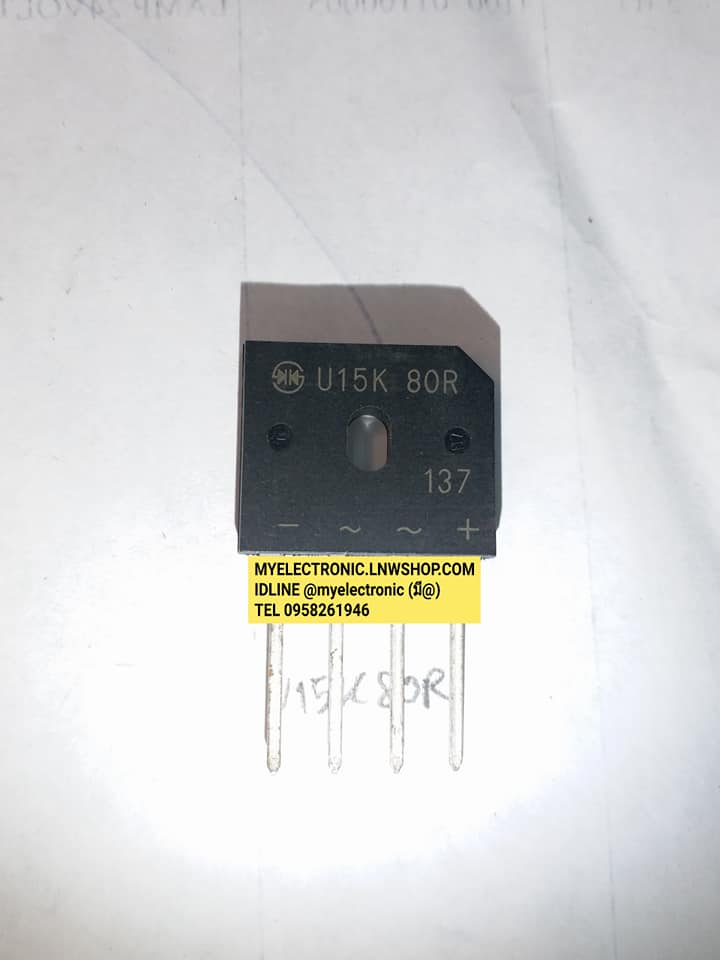 U15K 80R
137
− ~ ~ +
MYELECTRONIC.LNWSHOP.COM
IDLINE @myelectronic (มี@)
TEL 0958261946
U15K80R